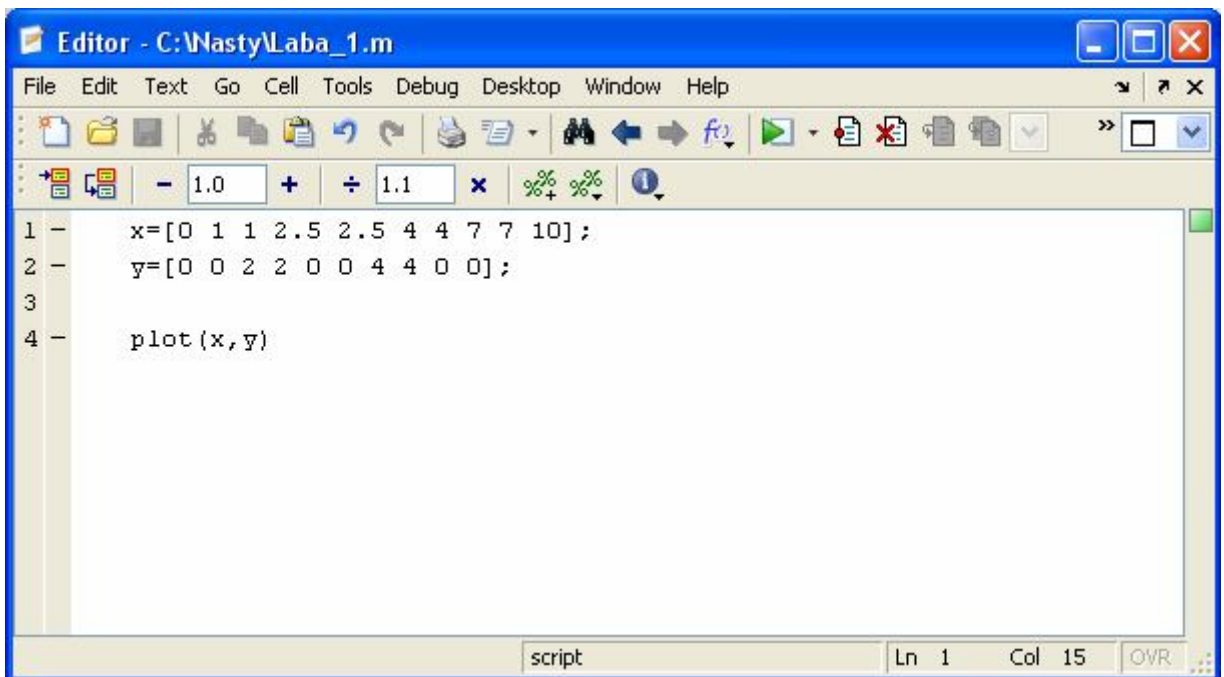 Editor - C:\Nasty\Laba_1.m
File Edit Text Go Cell Tools Debug Desktop Window Help
- 1.0 + ÷ 1.1 ×
1 - x=[0 1 1 2.5 2.5 4 4 7 7 10];
2 - y=[0 0 2 2 0 0 4 4 0 0];
3
4 - plot(x,y)
script Ln 1 Col 15 OVR